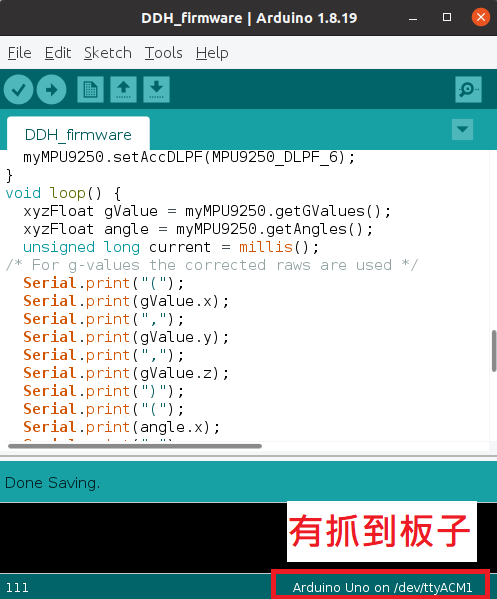 DDH_firmware | Arduino 1.8.19
File Edit Sketch Tools Help
DDH_firmware
myMPU9250.setAccDLPF(MPU9250_DLPF_6);
}
void loop() {
xyzFloat gValue = myMPU9250.getGValues();
xyzFloat angle = myMPU9250.getAngles();
unsigned long current = millis();
/* For g-values the corrected raws are used */
Serial.print("(");
Serial.print(gValue.x);
Serial.print(",");
Serial.print(gValue.y);
Serial.print(",");
Serial.print(gValue.z);
Serial.print(")");
Serial.print("(");
Serial.print(angle.x);
Done Saving.
有抓到板子
111
Arduino Uno on /dev/ttyACM1